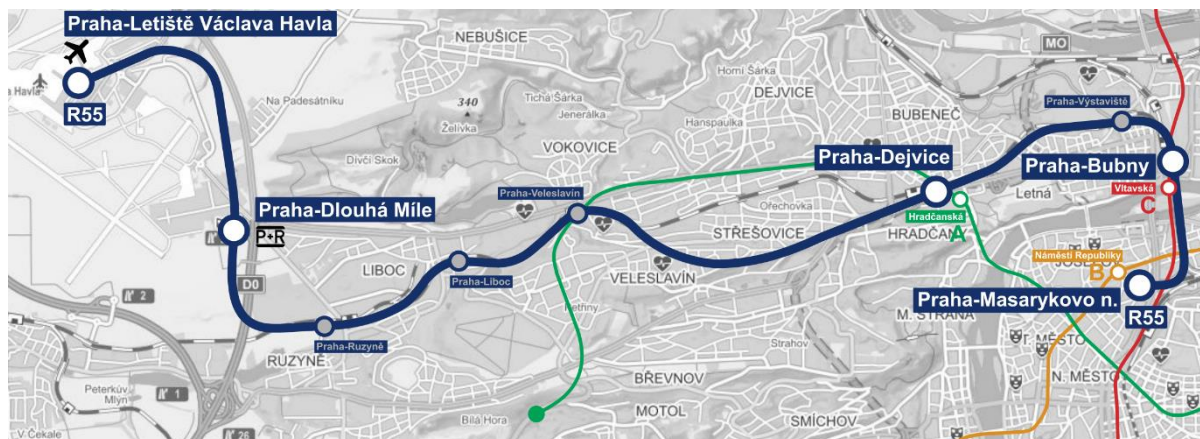 Praha-Letiště Václava Havla
R55
NEBUŠICE
MO
Horní Šárka
DEJVICE
Na Padesátníku
340
Želivka
Tichá Šárka
Jenerálka
Hanspaulka
BUBENEČ
Praha-Výstaviště
VOKOVICE
Dívčí Skok
Praha-Dejvice
Praha-Bubny
Praha-Veleslavín
Letná
Vltavská
C
Praha-Dlouhá Míle
P+R
Ořechovka
Hradčanská
A
STŘEŠOVICE
HRADČAN
LIBOC
Praha-Liboc
VELESLAVÍN
Náměstí Republiky
B
D0
2
Praha-Masarykovo n.
R55
M. STRANA
Praha-Ruzyně
RUZYNĚ
Strahov
T. MĚSTO
N. MĚSTO
BŘEVNOV
Peterkův
Mlýn
1
Bílá Hora
MOTOL
SMÍCHOV
V Čekale
26